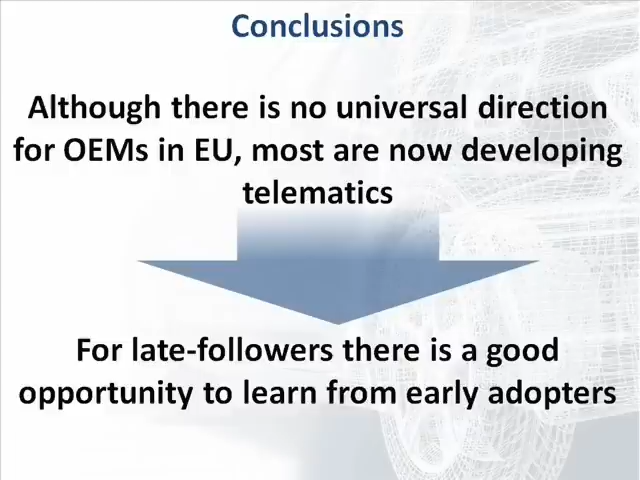 Conclusions
Although there is no universal direction
for OEMs in EU, most are now developing
telematics
For late-followers there is a good
opportunity to learn from early adopters